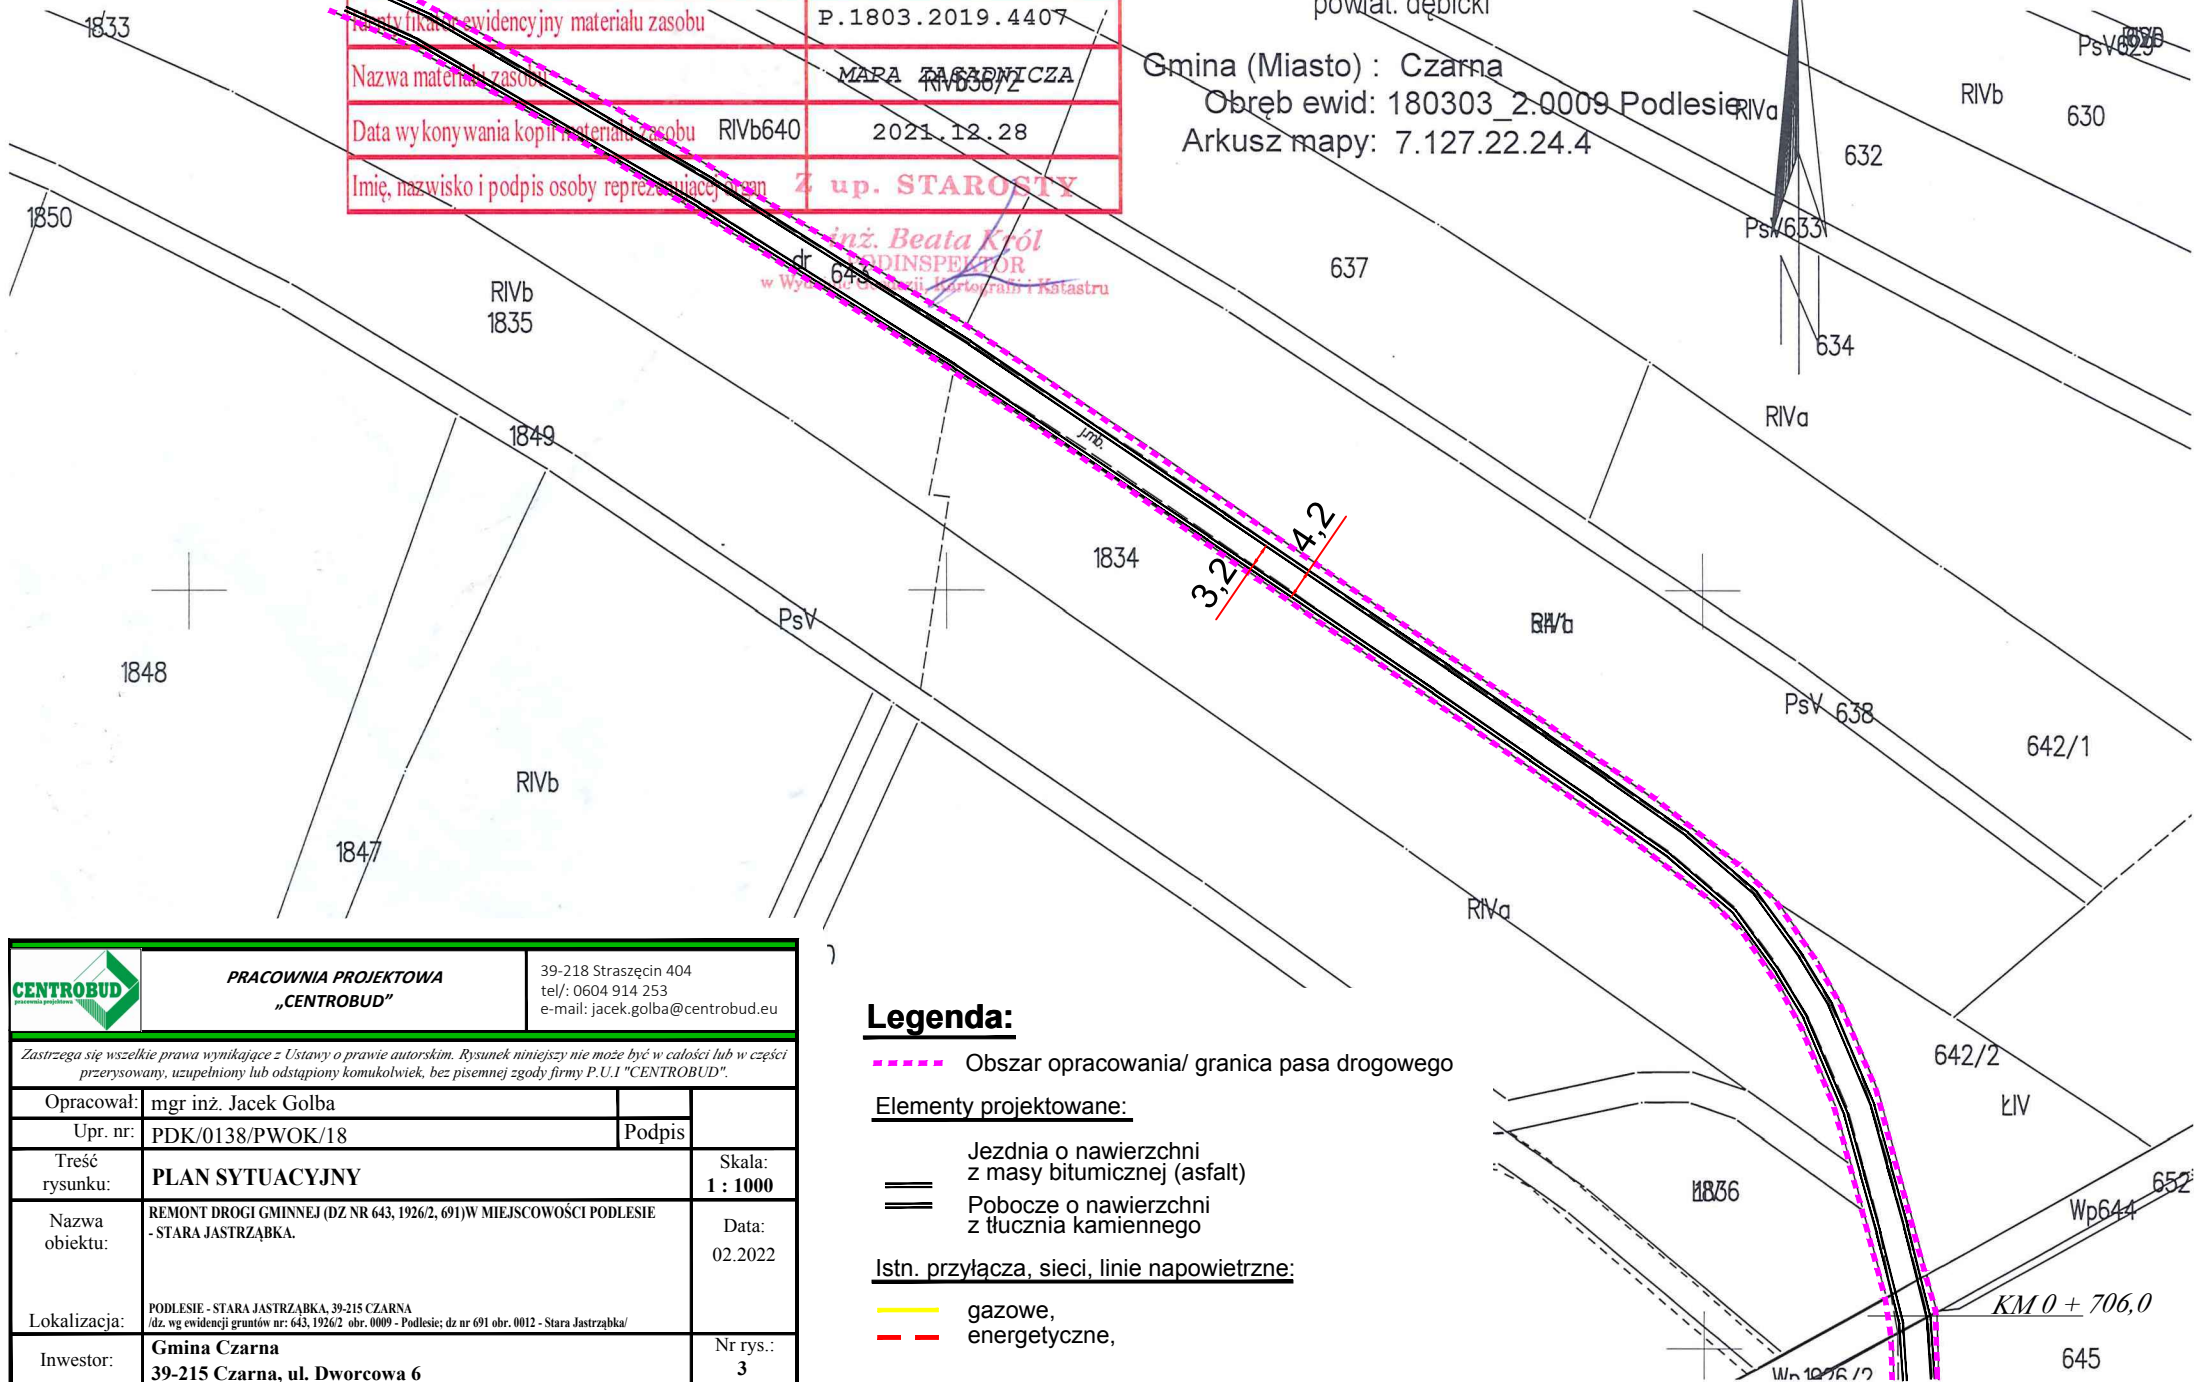 powiat: dębicki
Identyfikator ewidencyjny materiału zasobu P.1803.2019.4407
Nazwa materiału zasobu MAPA ZASADNICZA
RIVb636/2
Data wykonywania kopii materiału zasobu 2021.12.28
RIVb640
Imię, nazwisko i podpis osoby reprezentującej organ Z up. STAROSTY
inż. Beata Król
PODINSPEKTOR
w Wydziale Geodezji, Kartografii i Katastru
Gmina (Miasto) : Czarna
Obręb ewid: 180303_2.0009 Podlesie
Arkusz mapy: 7.127.22.24.4
1833
PsV629
RIVb
630
RIVa
632
1850
PsV633
dr 643
637
RIVb
1835
634
RIVa
1849
j.mb.
4,2
3,2
1834
PsV
1848
PsV 638
642/1
RIVb
1847
RIVa
642/2
ŁIV
1836
652
Wp644
KM 0 + 706,0
645
Wp1926/2
CENTROBUD
pracownia projektowa
PRACOWNIA PROJEKTOWA
„CENTROBUD”
39-218 Straszęcin 404
tel/: 0604 914 253
e-mail: jacek.golba@centrobud.eu
Zastrzega się wszelkie prawa wynikające z Ustawy o prawie autorskim. Rysunek niniejszy nie może być w całości lub w części
przerysowany, uzupełniony lub odstąpiony komukolwiek, bez pisemnej zgody firmy P.U.I "CENTROBUD".
Opracował: mgr inż. Jacek Golba
Upr. nr: PDK/0138/PWOK/18 Podpis
Treść
rysunku:
PLAN SYTUACYJNY
Skala:
1 : 1000
Nazwa
obiektu:
REMONT DROGI GMINNEJ (DZ NR 643, 1926/2, 691)W MIEJSCOWOŚCI PODLESIE
- STARA JASTRZĄBKA.
Data:
02.2022
Lokalizacja:
PODLESIE - STARA JASTRZĄBKA, 39-215 CZARNA
/dz. wg ewidencji gruntów nr: 643, 1926/2 obr. 0009 - Podlesie; dz nr 691 obr. 0012 - Stara Jastrząbka/
Inwestor:
Gmina Czarna
39-215 Czarna, ul. Dworcowa 6
Nr rys.:
3
Legenda:
Obszar opracowania/ granica pasa drogowego
Elementy projektowane:
Jezdnia o nawierzchni
z masy bitumicznej (asfalt)
Pobocze o nawierzchni
z tłucznia kamiennego
Istn. przyłącza, sieci, linie napowietrzne:
gazowe,
energetyczne,